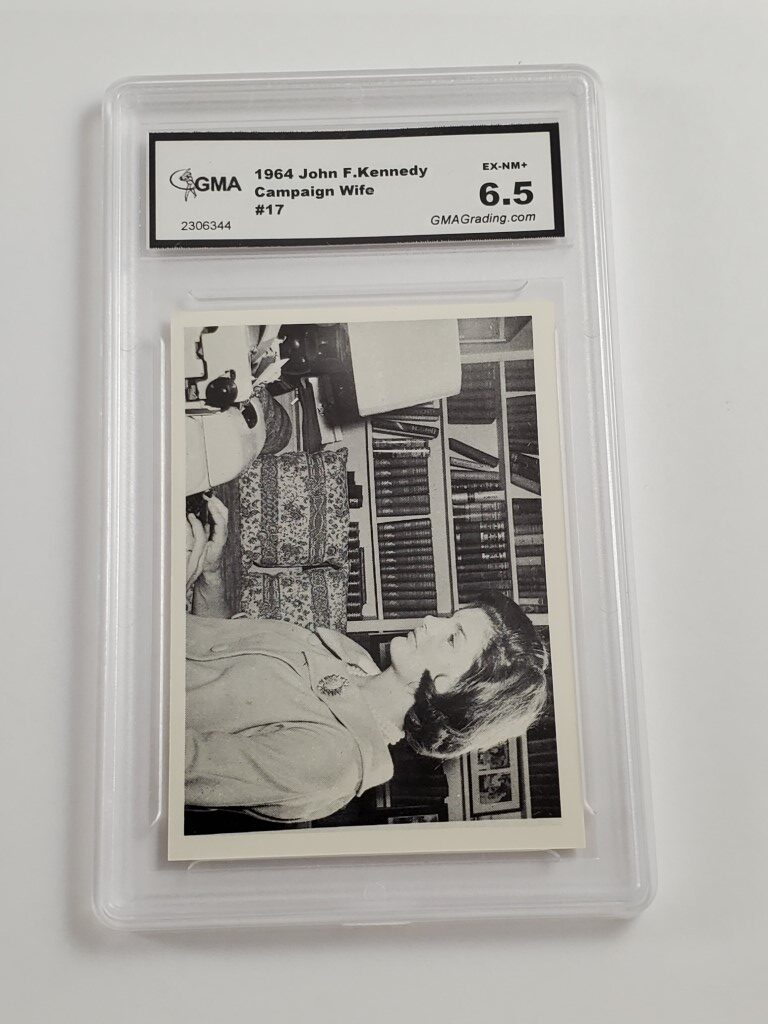 GMA
1964 John F.Kennedy
Campaign Wife
#17
2306344
EX-NM+
6.5
GMAGrading.com